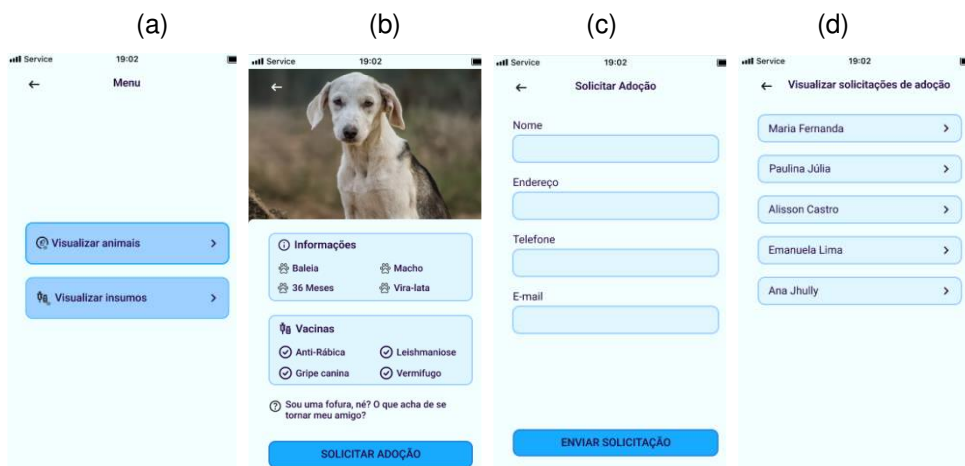 (a)
(b)
(c)
(d)
Service 19:02
Menu
Visualizar animais
Visualizar insumos
Service 19:02
Informações
Baleia Macho
36 Meses Vira-lata
Vacinas
Anti-Rábica Leishmaniose
Gripe canina Vermifugo
Sou uma fofura, né? O que acha de se
tornar meu amigo?
SOLICITAR ADOÇÃO
Service 19:02
Solicitar Adoção
Nome
Endereço
Telefone
E-mail
ENVIAR SOLICITAÇÃO
Service 19:02
Visualizar solicitações de adoção
Maria Fernanda
Paulina Júlia
Alisson Castro
Emanuela Lima
Ana Jhully